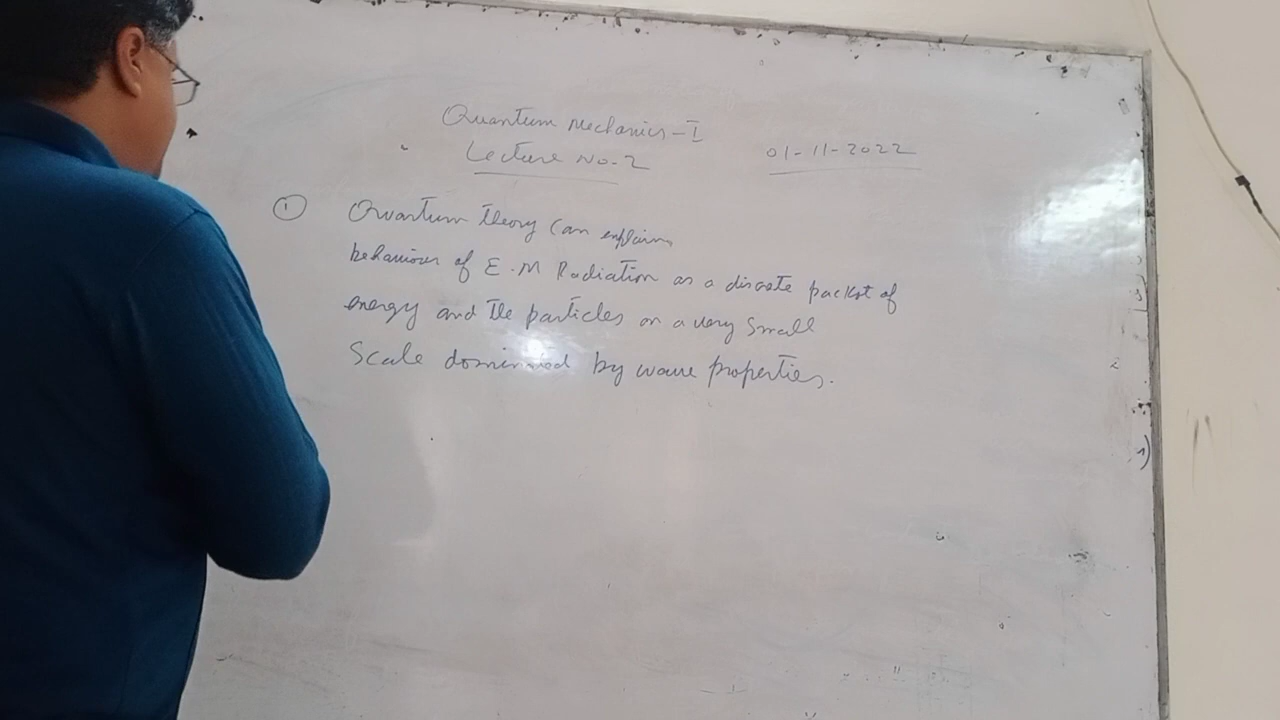 Quantum Mechanics-I
Lecture No-2
01-11-2022
① Quantum theory can explain
behaviour of E.M Radiation as a discrete packet of
energy and the particles on a very small
Scale dominated by wave properties.